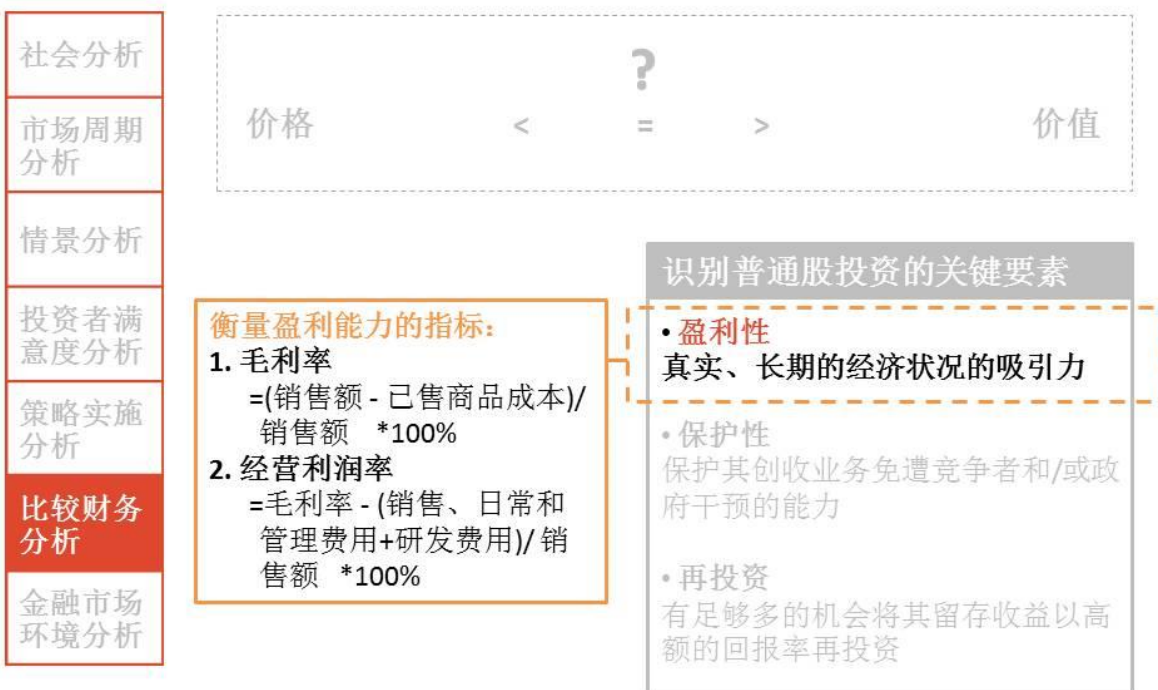 社会分析
市场周期
分析
情景分析
投资者满
意度分析
策略实施
分析
比较财务
分析
金融市场
环境分析
?
价格 < = > 价值
衡量盈利能力的指标：
1. 毛利率
=(销售额 - 已售商品成本)/
销售额 *100%
2. 经营利润率
=毛利率 - (销售、日常和
管理费用+研发费用)/ 销
售额 *100%
识别普通股投资的关键要素
• 盈利性
真实、长期的经济状况的吸引力
• 保护性
保护其创收业务免遭竞争者和/或政
府干预的能力
• 再投资
有足够多的机会将其留存收益以高
额的回报率再投资